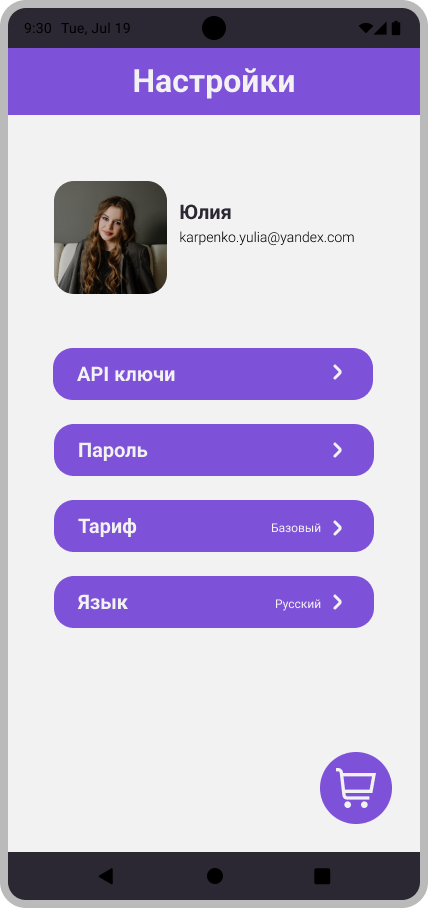 9:30 Tue, Jul 19
Настройки
Юлия
karpenko.yulia@yandex.com
API ключи
Пароль
Тариф Базовый
Язык Русский